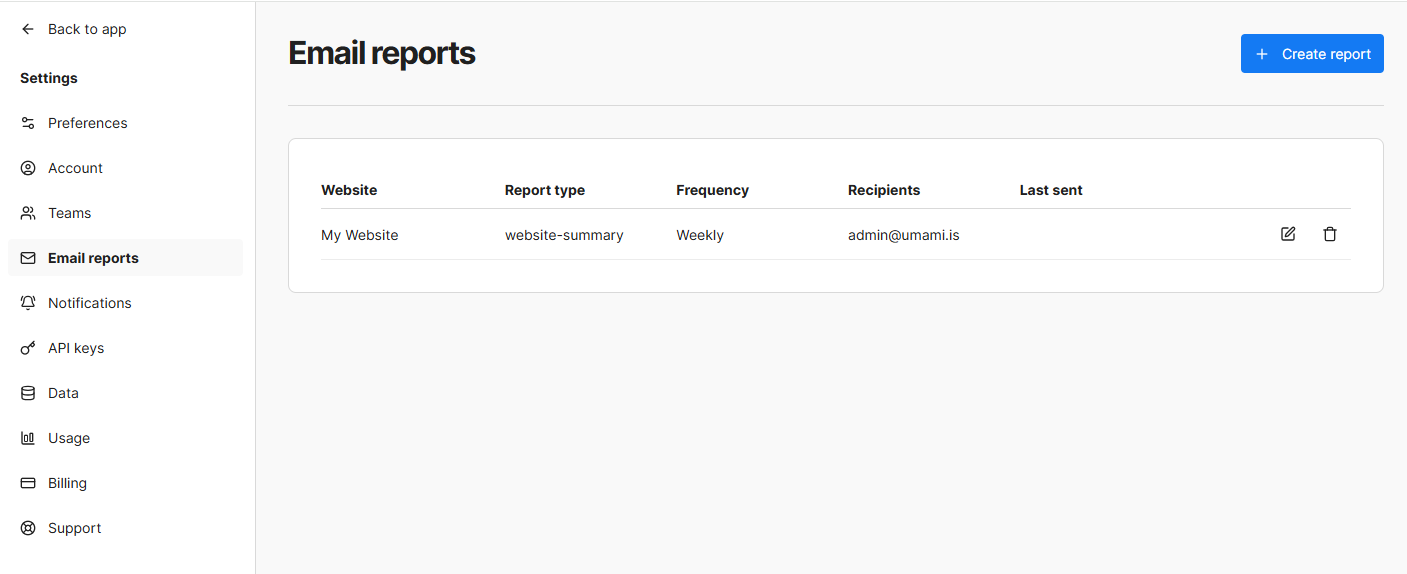 Back to app
Settings
Preferences
Account
Teams
Email reports
Notifications
API keys
Data
Usage
Billing
Support
Email reports
Create report
Website Report type Frequency Recipients Last sent
My Website website-summary Weekly admin@umami.is